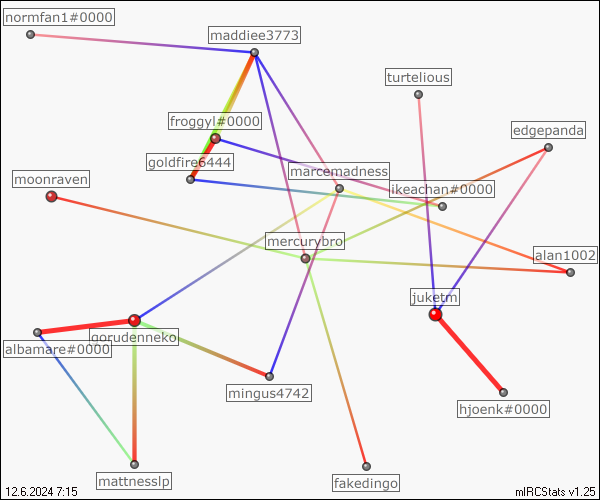 normfan1#0000
maddiee3773
turtelious
froggyl#0000
edgepanda
goldfire6444
marcemadness
moonraven
ikeachan#0000
mercurybro
alan1002
juketm
gorudenneko
albamare#0000
mingus4742
hjoenk#0000
mattnesslp
fakedingo
12.6.2024 7:15
mIRCStats v1.25